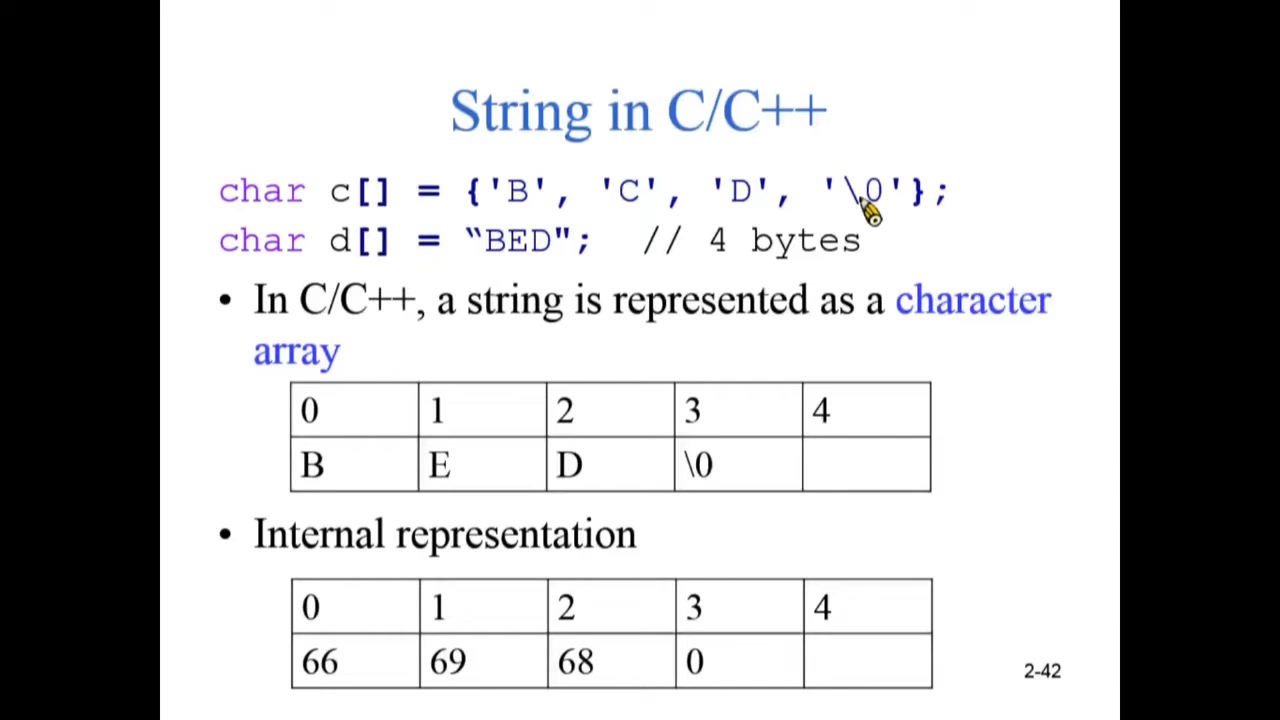 String in C/C++
char c[] = {'B', 'C', 'D', '\0'};
char d[] = “BED"; // 4 bytes
• In C/C++, a string is represented as a character
array
0 1 2 3 4
B E D \0
• Internal representation
0 1 2 3 4
66 69 68 0
2-42